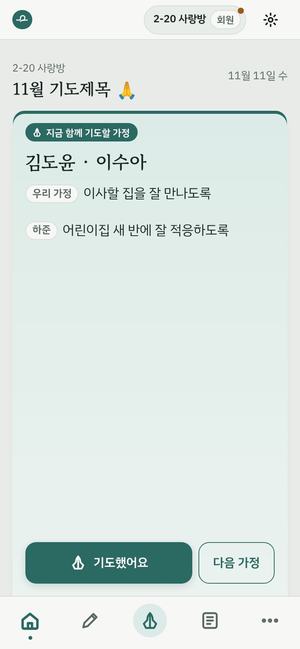 2-20 사랑방 회원
2-20 사랑방
11월 기도제목 🙏
11월 11일 수
지금 함께 기도할 가정
김도윤 · 이수아
우리 가정 이사할 집을 잘 만나도록
하준 어린이집 새 반에 잘 적응하도록
기도했어요
다음 가정